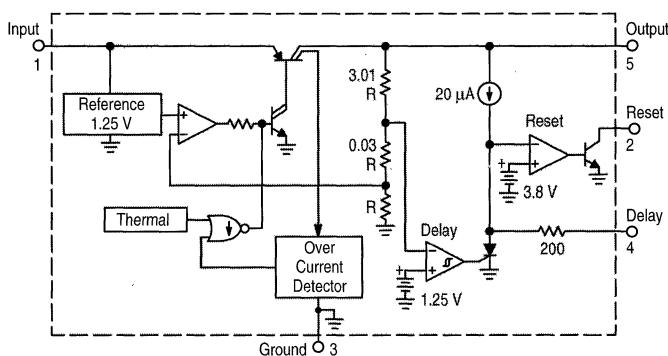 Input
1
Output
5
Reference
1.25 V
+
−
3.01
R
0.03
R
R
20 µA
Reset
−
+
+
3.8 V
Reset
2
Thermal
Over
Current
Detector
Delay
−
+
+
1.25 V
200
Delay
4
Ground
3